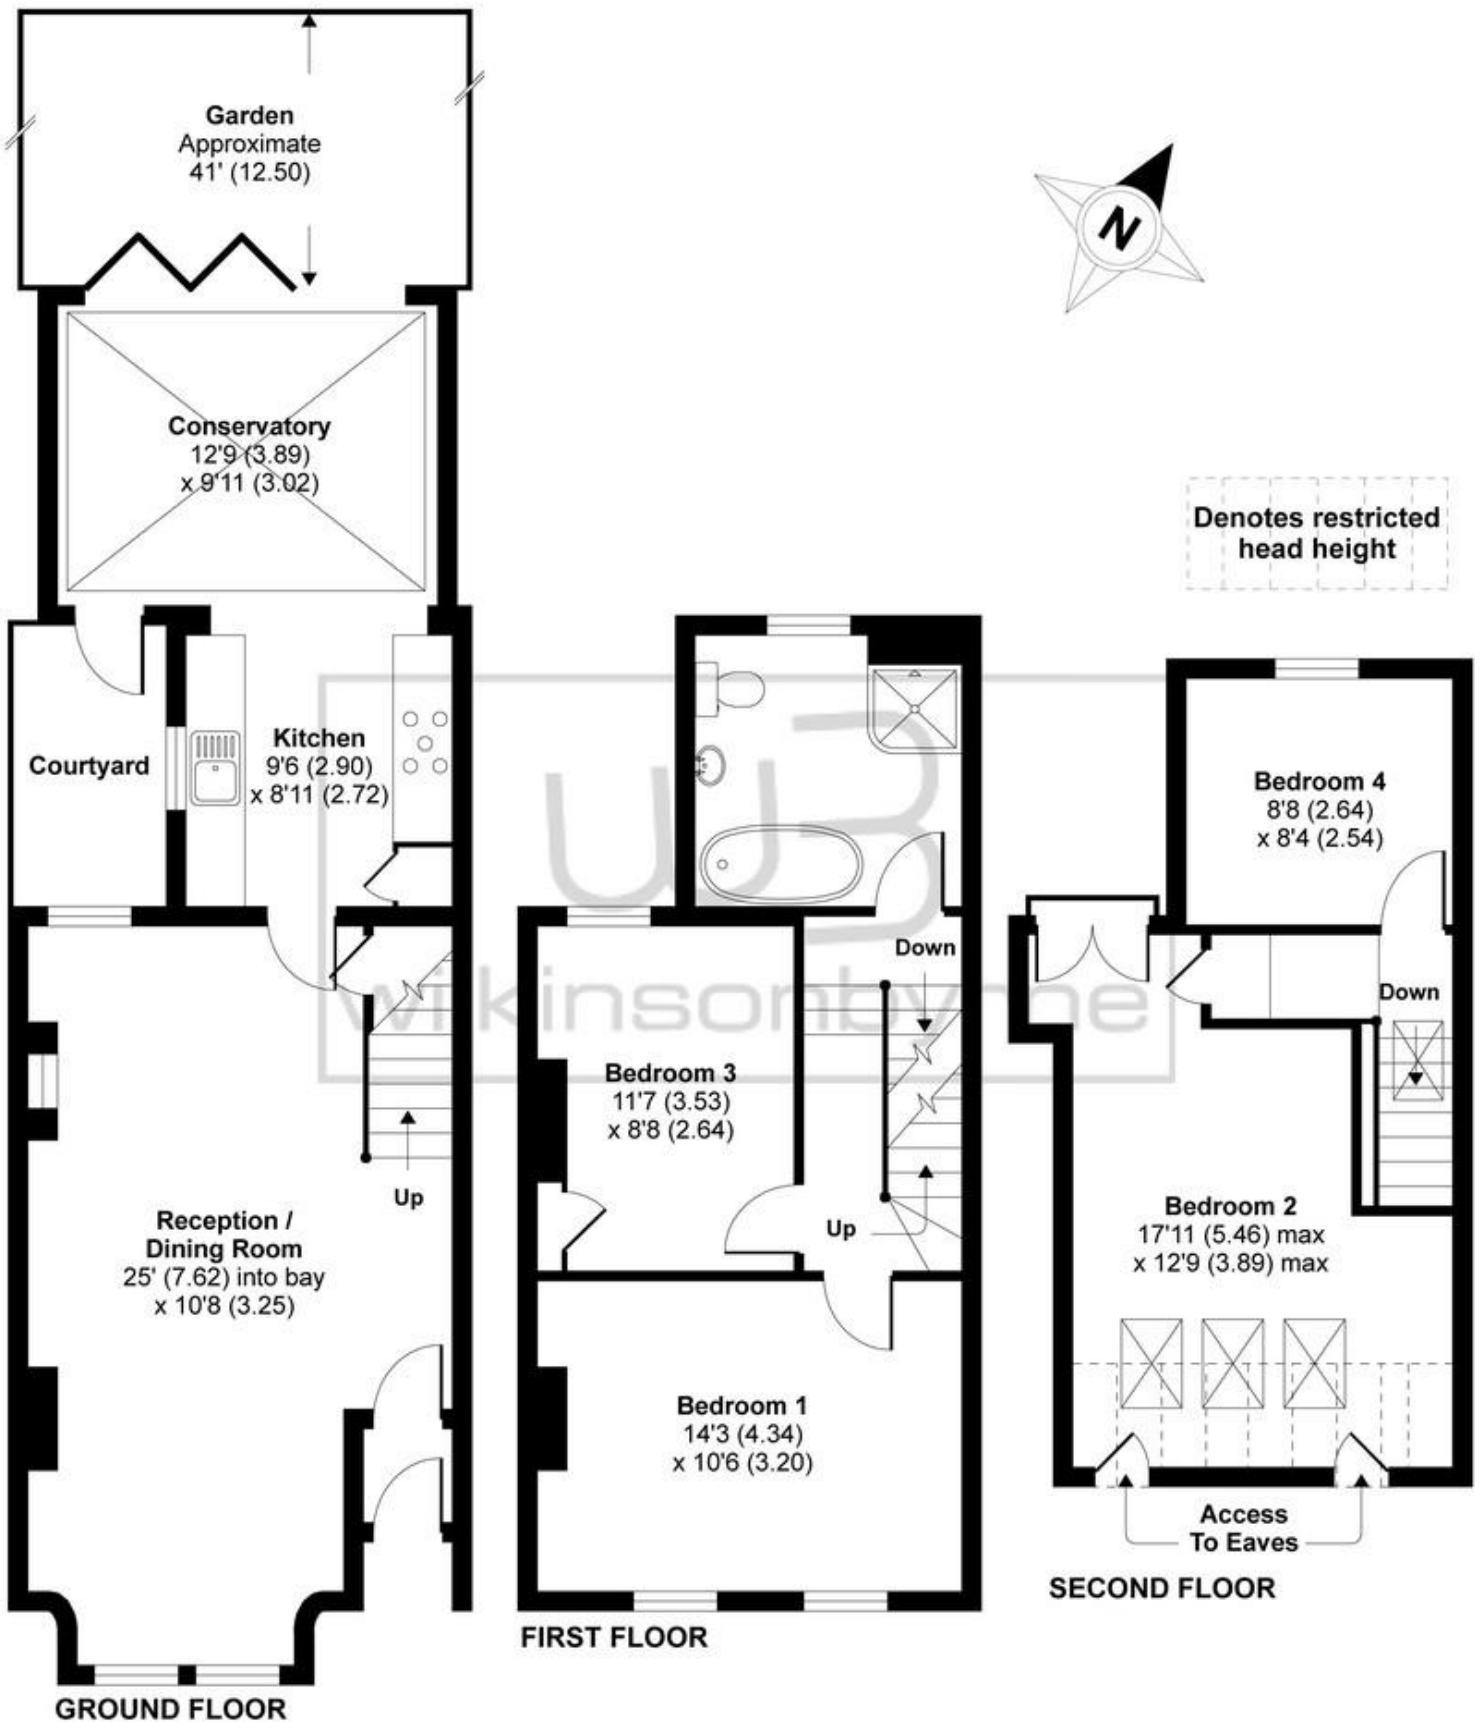 Garden
Approximate
41' (12.50)
N
Conservatory
12'9 (3.89)
x 9'11 (3.02)
Denotes restricted
head height
Courtyard
Kitchen
9'6 (2.90)
x 8'11 (2.72)
Bedroom 4
8'8 (2.64)
x 8'4 (2.54)
Down
Down
wilkinsonbyrne
Bedroom 3
11'7 (3.53)
x 8'8 (2.64)
Up
Up
Reception /
Dining Room
25' (7.62) into bay
x 10'8 (3.25)
Bedroom 2
17'11 (5.46) max
x 12'9 (3.89) max
Bedroom 1
14'3 (4.34)
x 10'6 (3.20)
Access
To Eaves
SECOND FLOOR
FIRST FLOOR
GROUND FLOOR